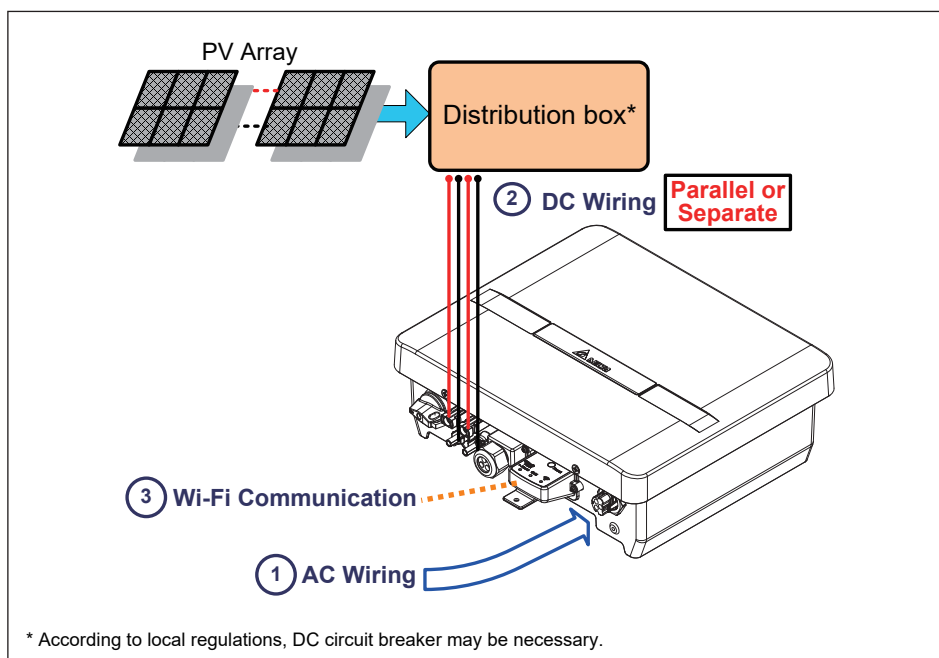 PV Array
Distribution box*
2 DC Wiring
Parallel or
Separate
3 Wi-Fi Communication
1 AC Wiring
* According to local regulations, DC circuit breaker may be necessary.